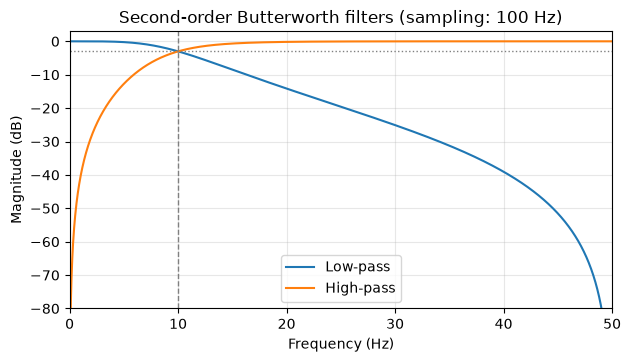 Second-order Butterworth filters (sampling: 100 Hz)
Magnitude (dB)
0
−10
−20
−30
−40
−50
−60
−70
−80
Low-pass
High-pass
0 10 20 30 40 50
Frequency (Hz)